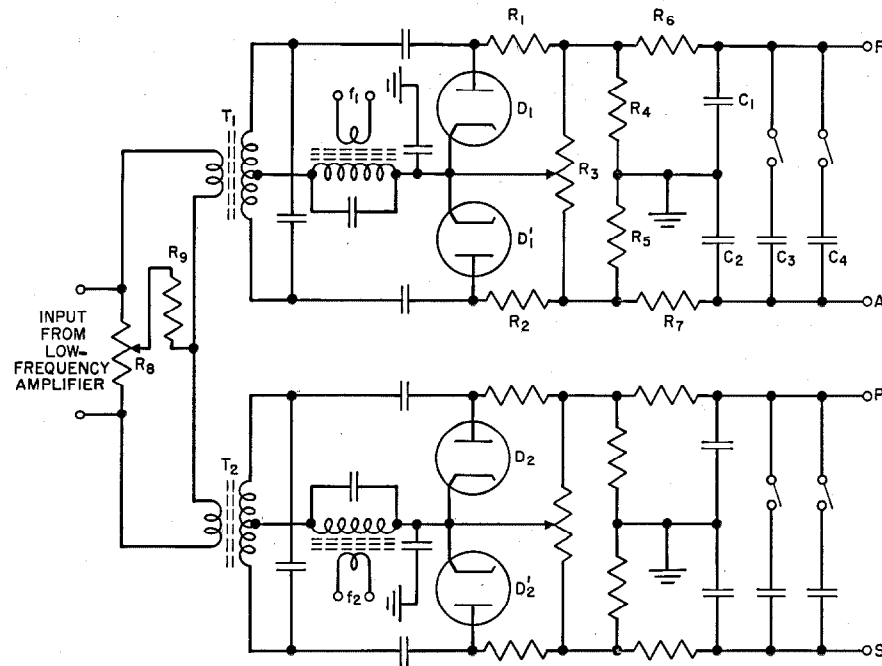 R1
R6
F
f1
D1
C1
T1
R4
R3
R9
D'1
R5
C2
C3
C4
R2
R7
A
INPUT
FROM
LOW-
FREQUENCY
AMPLIFIER
R8
P
T2
D2
f2
D'2
S